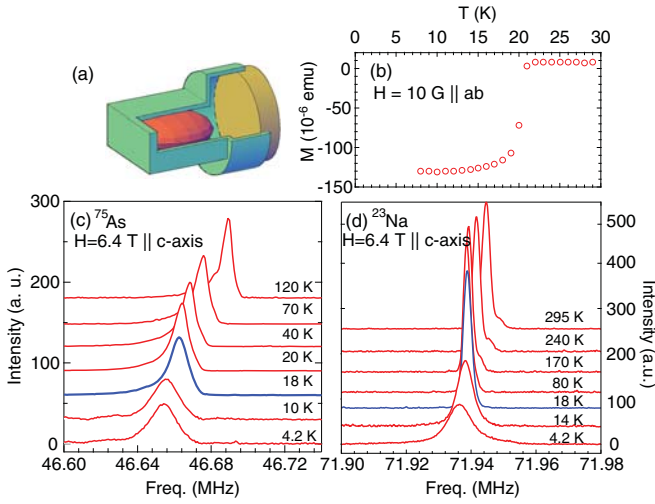 T (K)
0 5 10 15 20 25 30
(a)
(b)
H = 10 G || ab
M (10⁻⁶ emu)
0
-50
-100
-150
(c) ⁷⁵As
H=6.4 T || c-axis
120 K
70 K
40 K
20 K
18 K
10 K
4.2 K
Intensity (a. u.)
300
200
100
0
46.60 46.64 46.68 46.72
Freq. (MHz)
(d) ²³Na
H=6.4 T || c-axis
295 K
240 K
170 K
80 K
18 K
14 K
4.2 K
500
400
300
200
100
0
Intensity (a. u.)
71.90 71.92 71.94 71.96 71.98
Freq. (MHz)